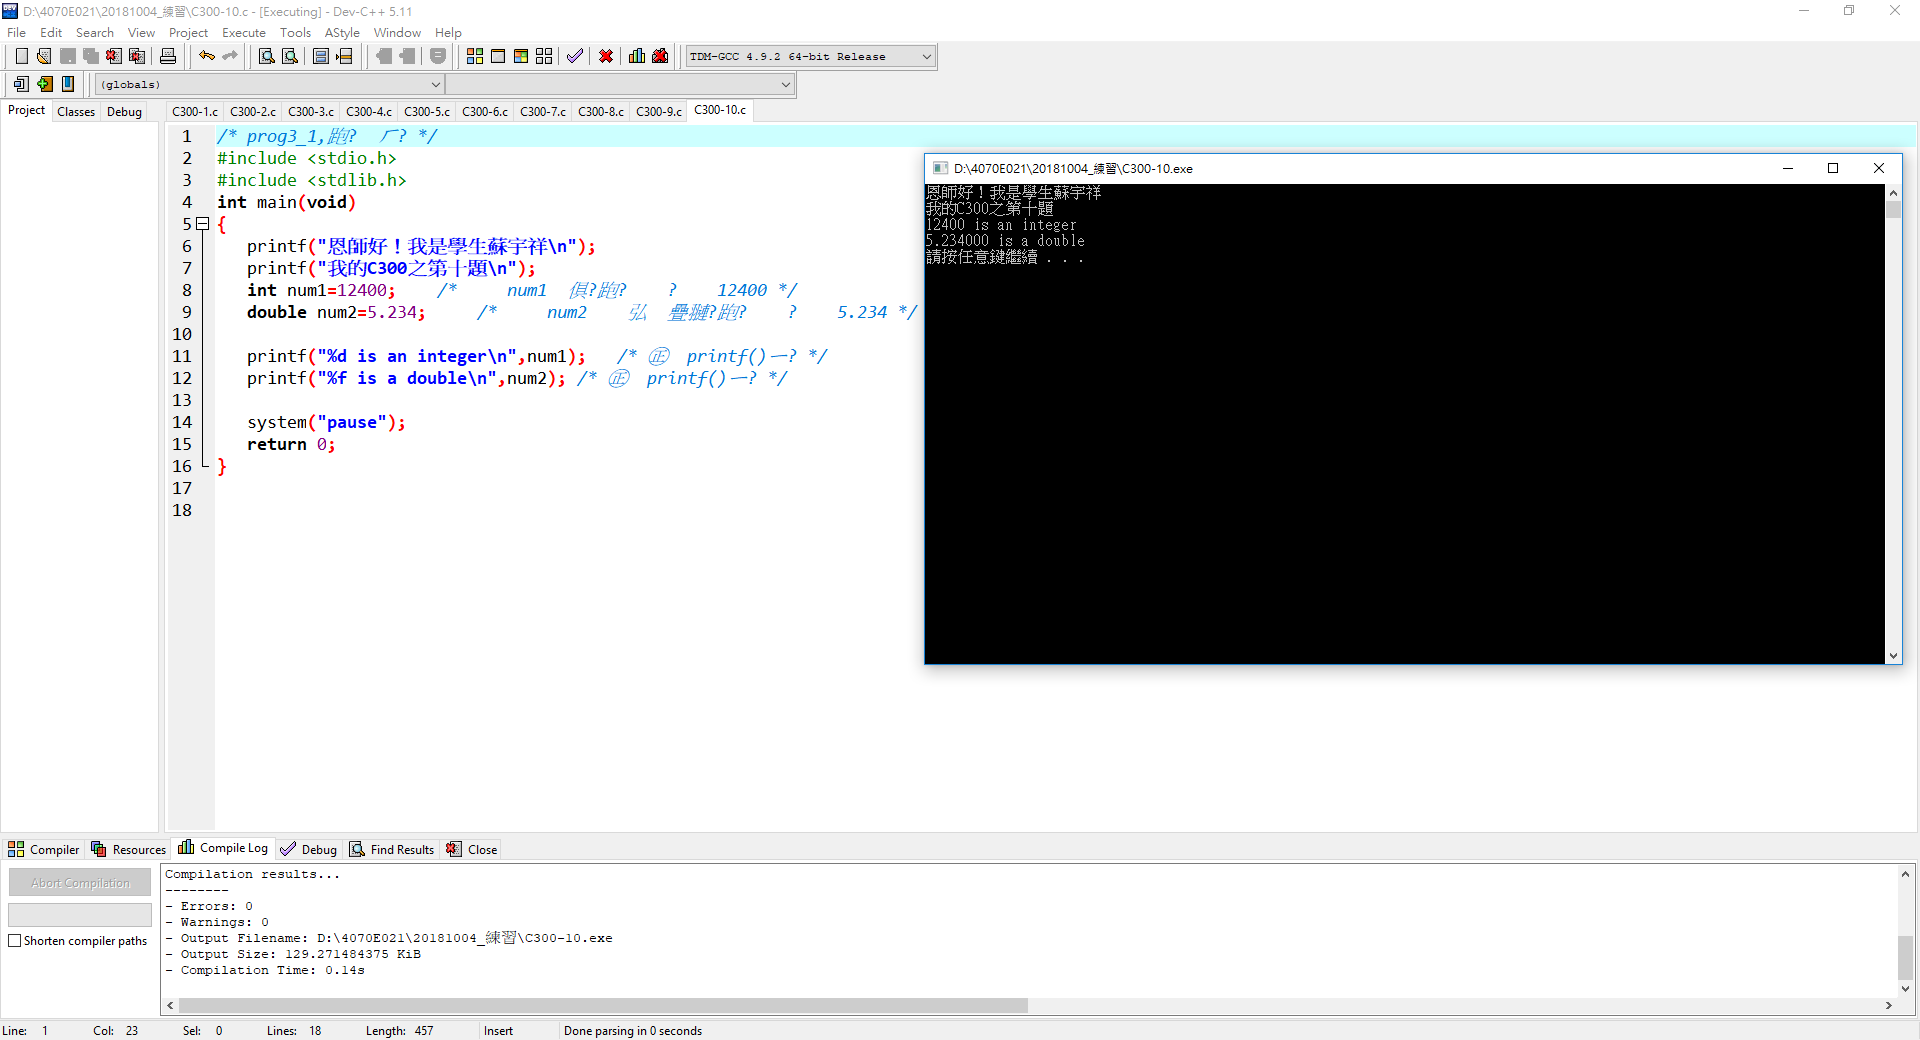 D:\4070E021\20181004_練習\C300-10.c - [Executing] - Dev-C++ 5.11
File Edit Search View Project Execute Tools AStyle Window Help
TDM-GCC 4.9.2 64-bit Release
(globals)
Project Classes Debug
C300-1.c C300-2.c C300-3.c C300-4.c C300-5.c C300-6.c C300-7.c C300-8.c C300-9.c C300-10.c
1 /* prog3_1,跑? ㄏ? */
2 #include <stdio.h>
3 #include <stdlib.h>
4 int main(void)
5 {
6 printf("恩師好！我是學生蘇宇祥\n");
7 printf("我的C300之第十題\n");
8 int num1=12400; /* num1 俱?跑? ? 12400 */
9 double num2=5.234; /* num2 弘 疊翴?跑? ? 5.234 */
10
11 printf("%d is an integer\n",num1); /* ㊣ printf()ㄧ? */
12 printf("%f is a double\n",num2); /* ㊣ printf()ㄧ? */
13
14 system("pause");
15 return 0;
16 }
17
18
D:\4070E021\20181004_練習\C300-10.exe
恩師好！我是學生蘇宇祥
我的C300之第十題
12400 is an integer
5.234000 is a double
請按任意鍵繼續 . . .
Compiler Resources Compile Log Debug Find Results Close
Abort Compilation
Shorten compiler paths
Compilation results...
--------
- Errors: 0
- Warnings: 0
- Output Filename: D:\4070E021\20181004_練習\C300-10.exe
- Output Size: 129.271484375 KiB
- Compilation Time: 0.14s
Line: 1 Col: 23 Sel: 0 Lines: 18 Length: 457 Insert Done parsing in 0 seconds